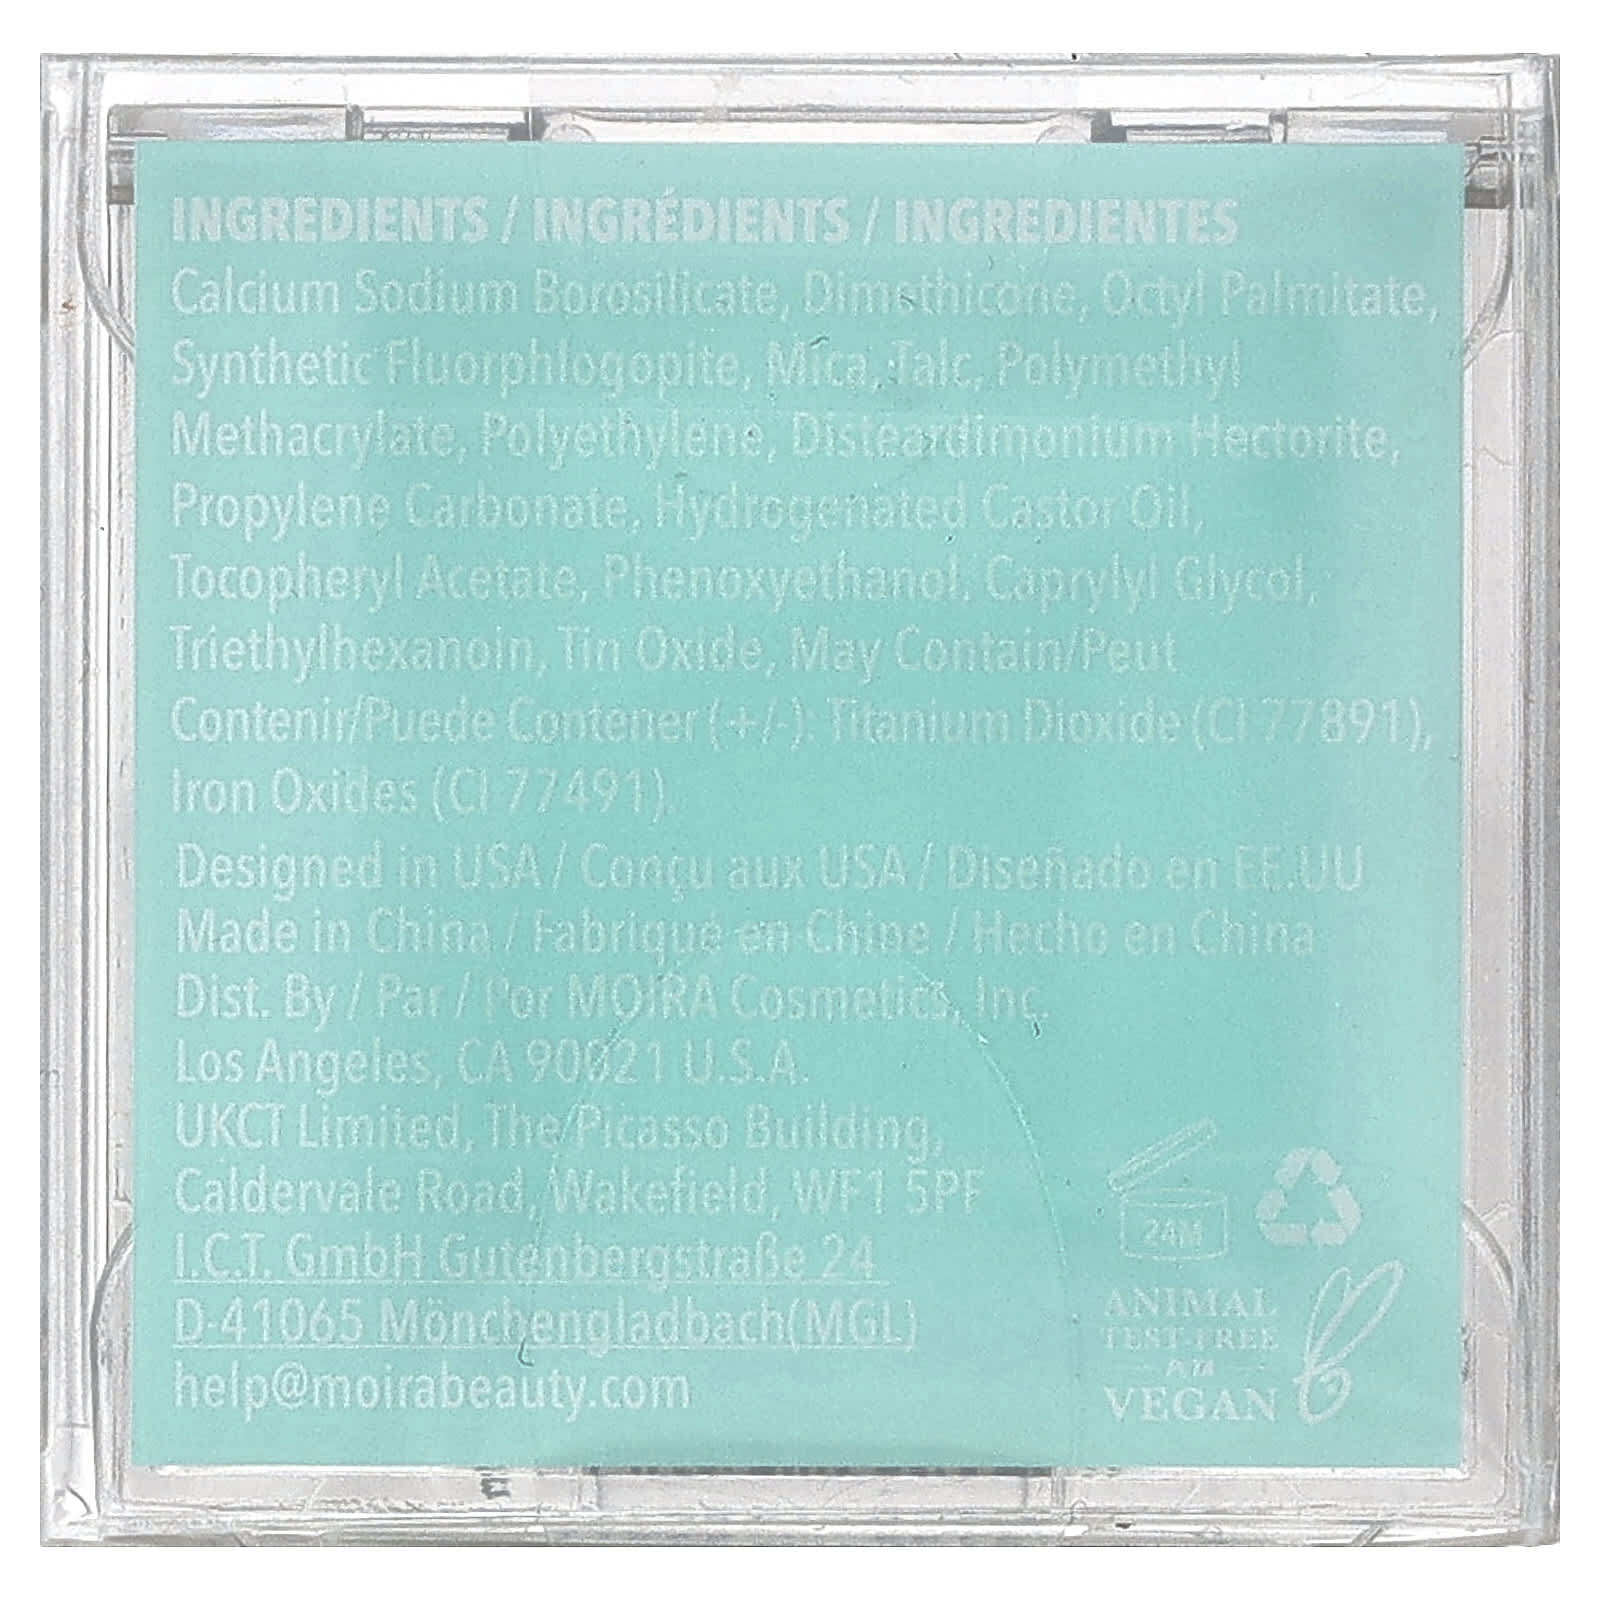 INGREDIENTS / INGRÉDIENTS / INGREDIENTES
Calcium Sodium Borosilicate, Dimethicone, Octyl Palmitate,
Synthetic Fluorphlogopite, Mica, Talc, Polymethyl
Methacrylate, Polyethylene, Disteardimonium Hectorite,
Propylene Carbonate, Hydrogenated Castor Oil,
Tocopheryl Acetate, Phenoxyethanol, Caprylyl Glycol,
Triethylhexanoin, Tin Oxide, May Contain/Peut
Contenir/Puede Contener (+/-): Titanium Dioxide (CI 77891),
Iron Oxides (CI 77491).
Designed in USA / Conçu aux USA / Diseñado en EE.UU
Made in China / Fabriqué en Chine / Hecho en China
Dist. By / Par / Por MOIRA Cosmetics, Inc.
Los Angeles, CA 90021 U.S.A.
UKCT Limited, The Picasso Building,
Caldervale Road, Wakefield, WF1 5PF
I.C.T. GmbH Gutenbergstraße 24
D-41065 Mönchengladbach(MGL)
help@moirabeauty.com
24M
ANIMAL
TEST-FREE
VEGAN